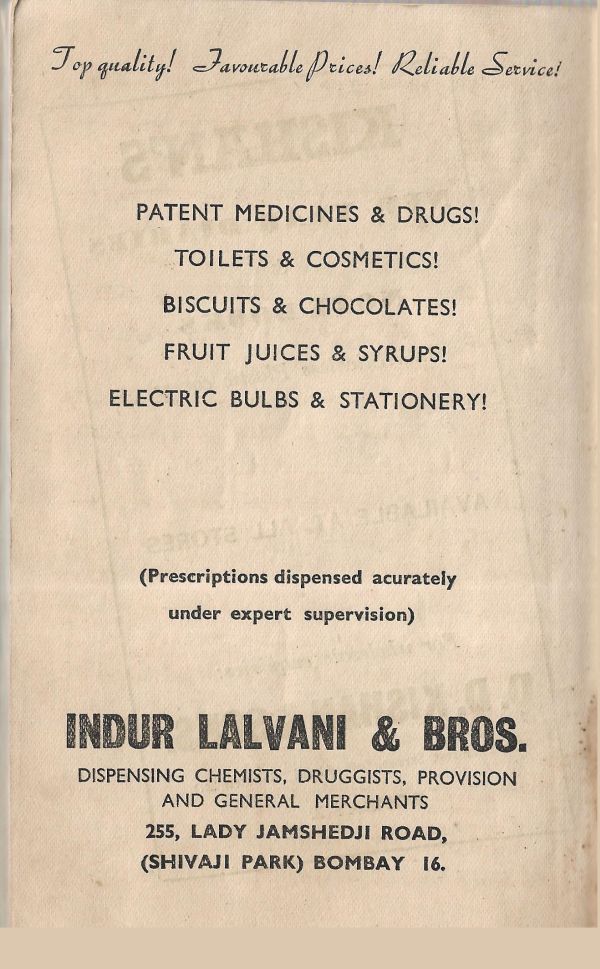 Top quality! Favourable Prices! Reliable Service!
PATENT MEDICINES & DRUGS!
TOILETS & COSMETICS!
BISCUITS & CHOCOLATES!
FRUIT JUICES & SYRUPS!
ELECTRIC BULBS & STATIONERY!
(Prescriptions dispensed acurately
under expert supervision)
INDUR LALVANI & BROS.
DISPENSING CHEMISTS, DRUGGISTS, PROVISION
AND GENERAL MERCHANTS
255, LADY JAMSHEDJI ROAD,
(SHIVAJI PARK) BOMBAY 16.